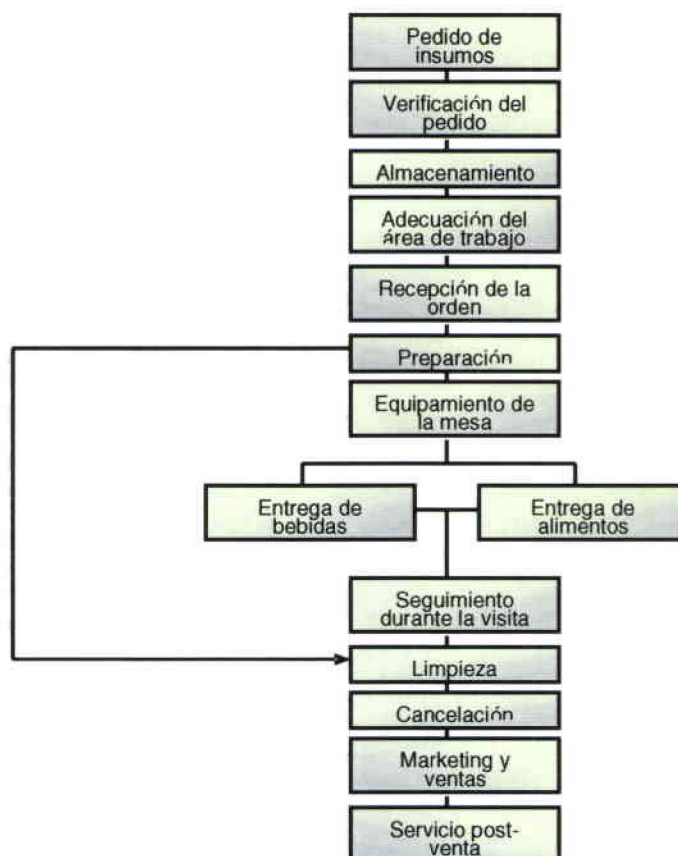 Pedido de
insumos
Verificación del
pedido
Almacenamiento
Adecuación del
área de trabajo
Recepción de la
orden
Preparación
Equipamiento de
la mesa
Entrega de
bebidas
Entrega de
alimentos
Seguimiento
durante la visita
Limpieza
Cancelación
Marketing y
ventas
Servicio post-
venta